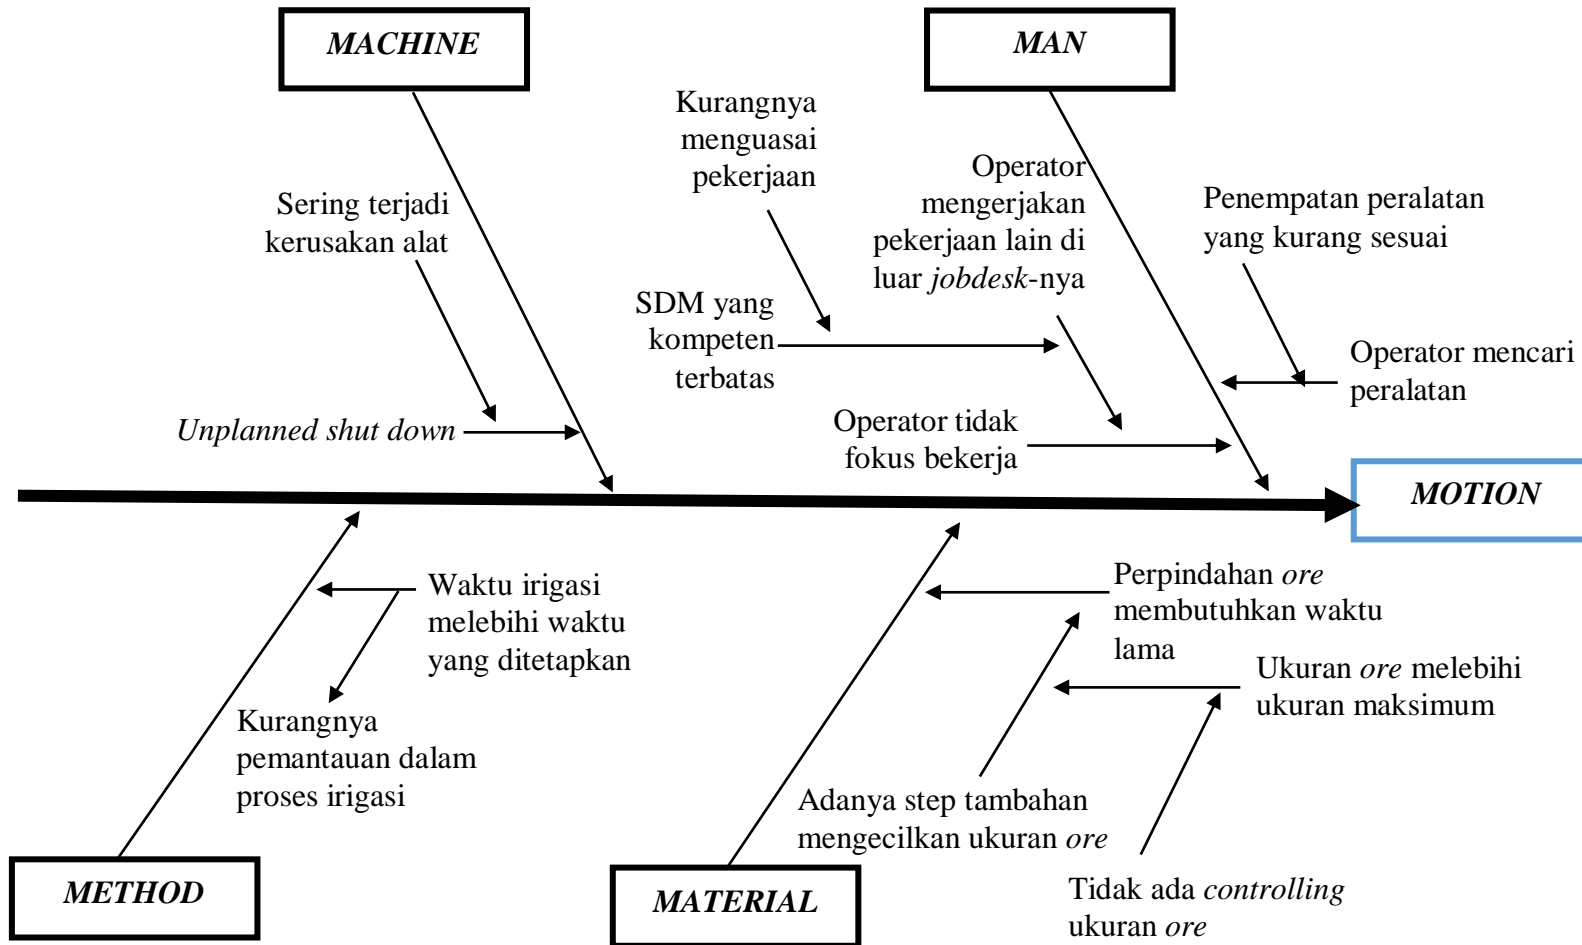 MACHINE
MAN
Kurangnya
menguasai
pekerjaan
Operator
mengerjakan
pekerjaan lain di
luar jobdesk-nya
Penempatan peralatan
yang kurang sesuai
Sering terjadi
kerusakan alat
SDM yang
kompeten
terbatas
Operator mencari
peralatan
Unplanned shut down
Operator tidak
fokus bekerja
MOTION
Waktu irigasi
melebihi waktu
yang ditetapkan
Perpindahan ore
membutuhkan waktu
lama
Ukuran ore melebihi
ukuran maksimum
Kurangnya
pemantauan dalam
proses irigasi
Adanya step tambahan
mengecilkan ukuran ore
Tidak ada controlling
ukuran ore
METHOD
MATERIAL